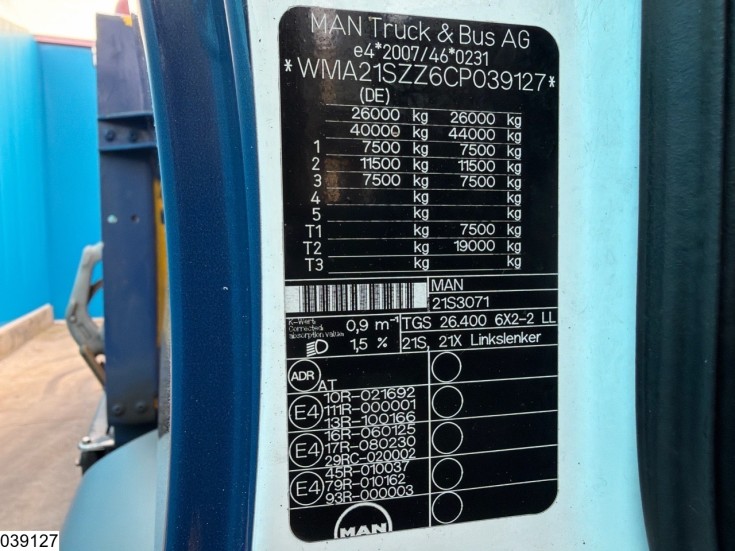 MAN Truck & Bus AG
e4*2007/46*0231
*WMA21SZZ6CP039127*
(DE)
26000 kg 26000 kg
40000 kg 44000 kg
1 7500 kg 7500 kg
2 11500 kg 11500 kg
3 7500 kg 7500 kg
4 kg kg
5 kg kg
T1 kg 7500 kg
T2 kg 19000 kg
T3 kg kg
MAN
21S3071
K-Wert
Corrected
absorption value
0,9 m⁻¹
1,5 %
TGS 26.400 6X2-2 LL
21S, 21X Linkslenker
ADR AT
10R-021692
E4 111R-000001
13R-100166
16R-060125
E4 17R-080230
29RC-020002
45R-010037
E4 79R-010162
93R-000003
MAN
039127